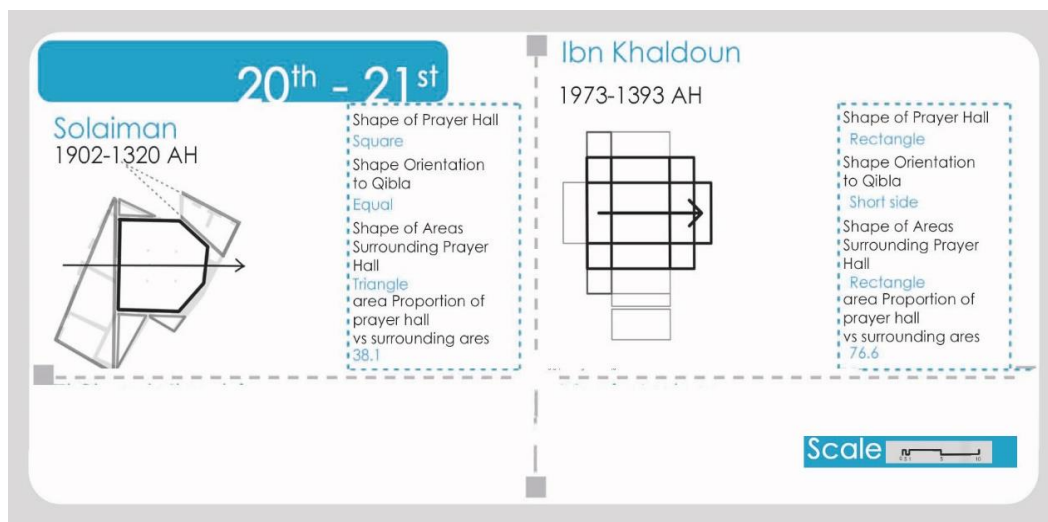 20th - 21st
Solaiman
1902-1320 AH
Shape of Prayer Hall
Square
Shape Orientation
to Qibla
Equal
Shape of Areas
Surrounding Prayer
Hall
Triangle
area Proportion of
prayer hall
vs surrounding ares
38.1
Ibn Khaldoun
1973-1393 AH
Shape of Prayer Hall
Rectangle
Shape Orientation
to Qibla
Short side
Shape of Areas
Surrounding Prayer
Hall
Rectangle
area Proportion of
prayer hall
vs surrounding ares
76.6
Scale